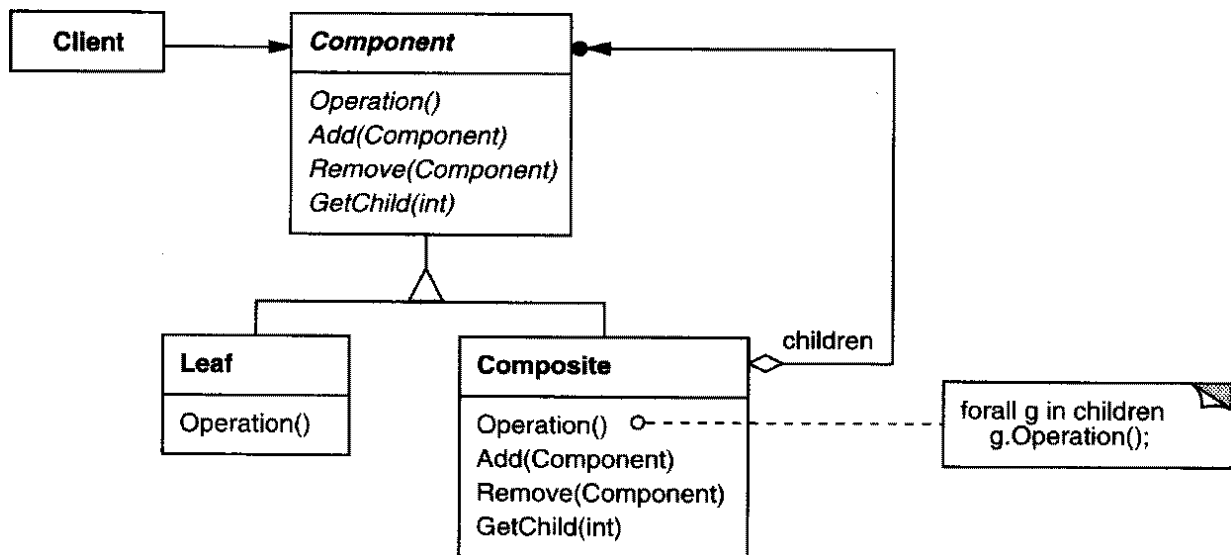 Client
Component
Operation()
Add(Component)
Remove(Component)
GetChild(int)
Leaf
Operation()
Composite
Operation()
Add(Component)
Remove(Component)
GetChild(int)
children
forall g in children
g.Operation();